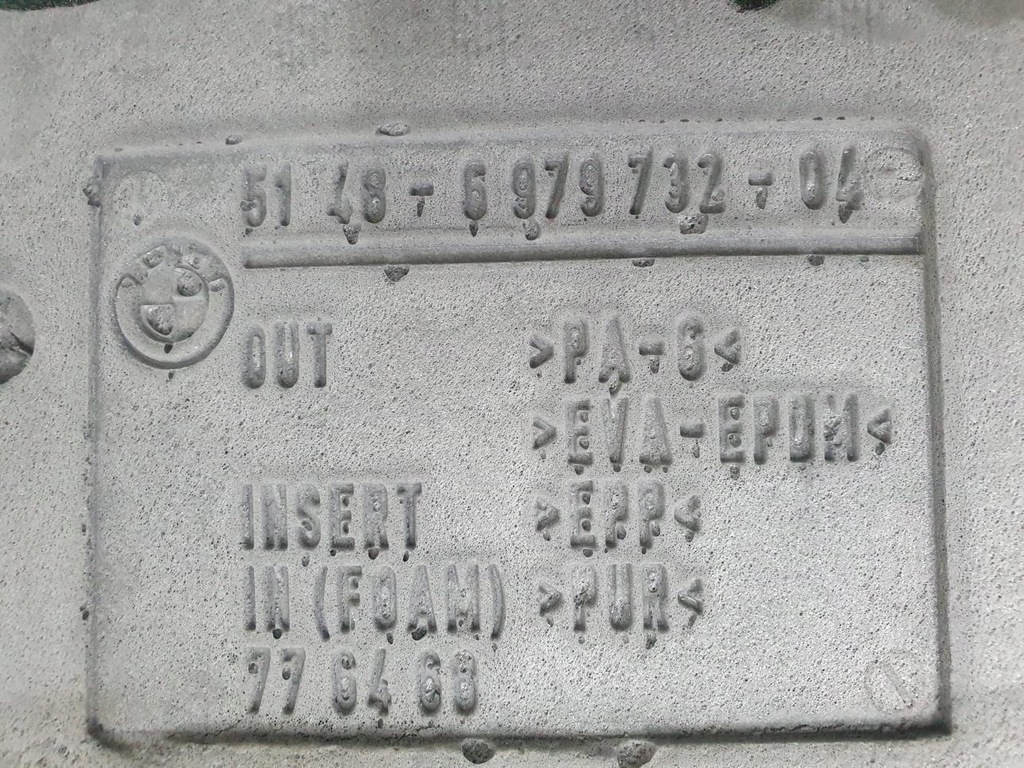 51 48-6 979 732-04
OUT >PA-6<
>EVA-EPDM<
INSERT >EPP<
IN (FOAM) >PUR<
77 64 68